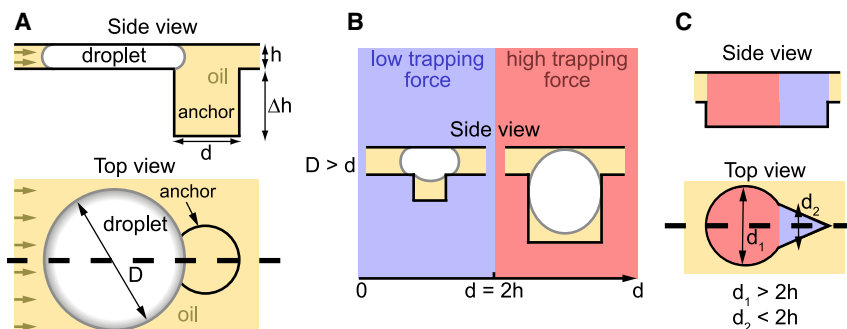 A
Side view
droplet
h
oil
anchor
Δh
d
Top view
anchor
droplet
D
oil
B
low trapping
force
high trapping
force
Side view
D > d
0
d = 2h
d
C
Side view
Top view
d₂
d₁
d₁ > 2h
d₂ < 2h